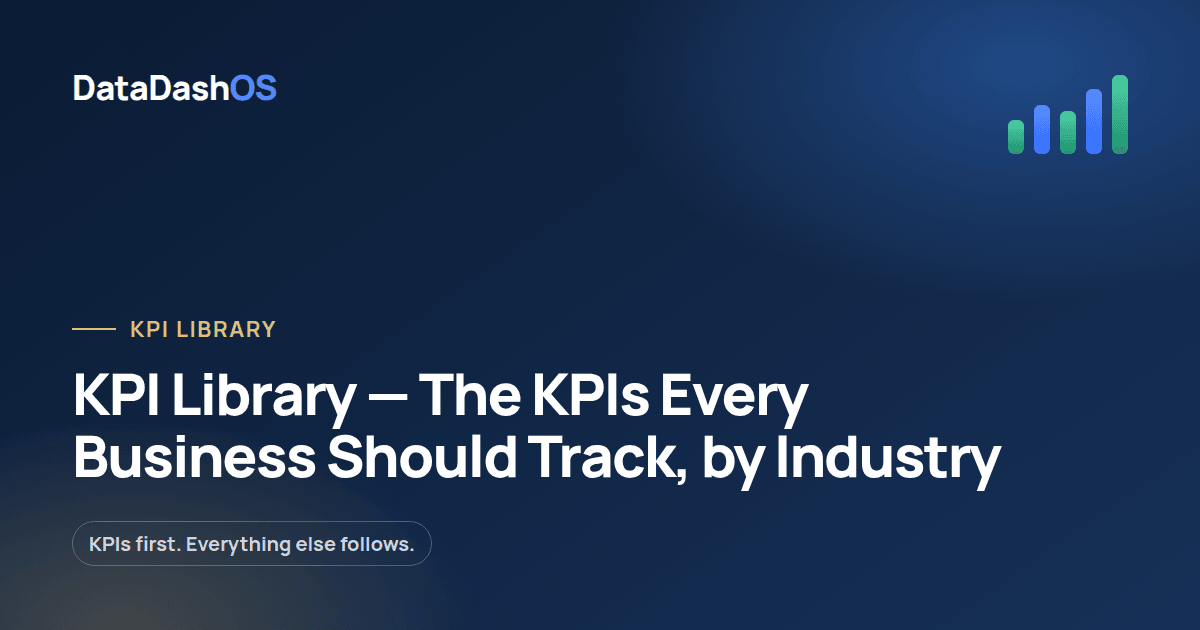 DataDashOS
KPI LIBRARY
KPI Library — The KPIs Every
Business Should Track, by Industry
KPIs first. Everything else follows.